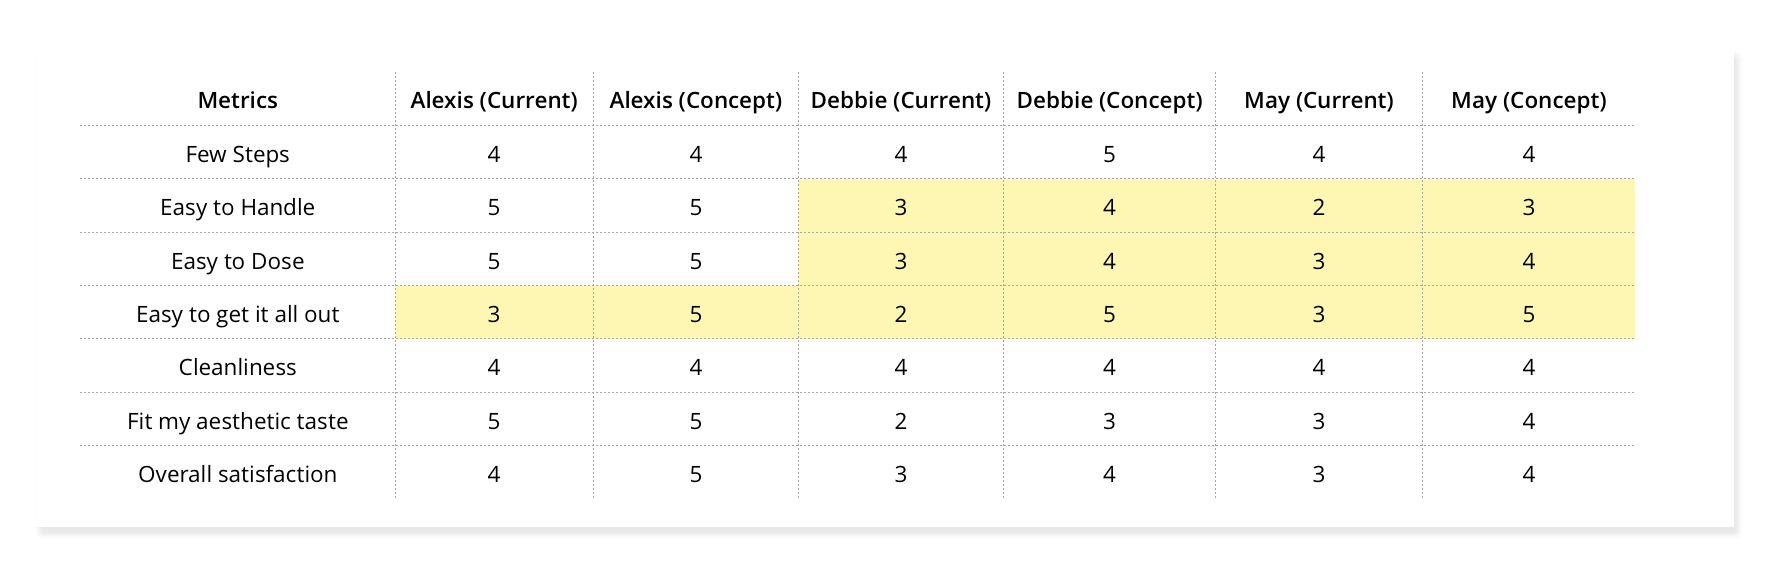 Metrics Alexis (Current) Alexis (Concept) Debbie (Current) Debbie (Concept) May (Current) May (Concept)
Few Steps 4 4 4 5 4 4
Easy to Handle 5 5 3 4 2 3
Easy to Dose 5 5 3 4 3 4
Easy to get it all out 3 5 2 5 3 5
Cleanliness 4 4 4 4 4 4
Fit my aesthetic taste 5 5 2 3 3 4
Overall satisfaction 4 5 3 4 3 4